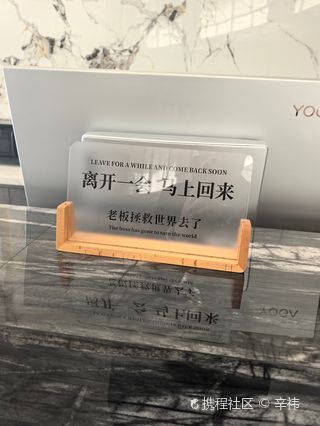 LEAVE FOR A WHILE AND COME BACK SOON
离开一会 马上回来
老板拯救世界去了
The boss has gone to save the world
携程社区 © 辛祎